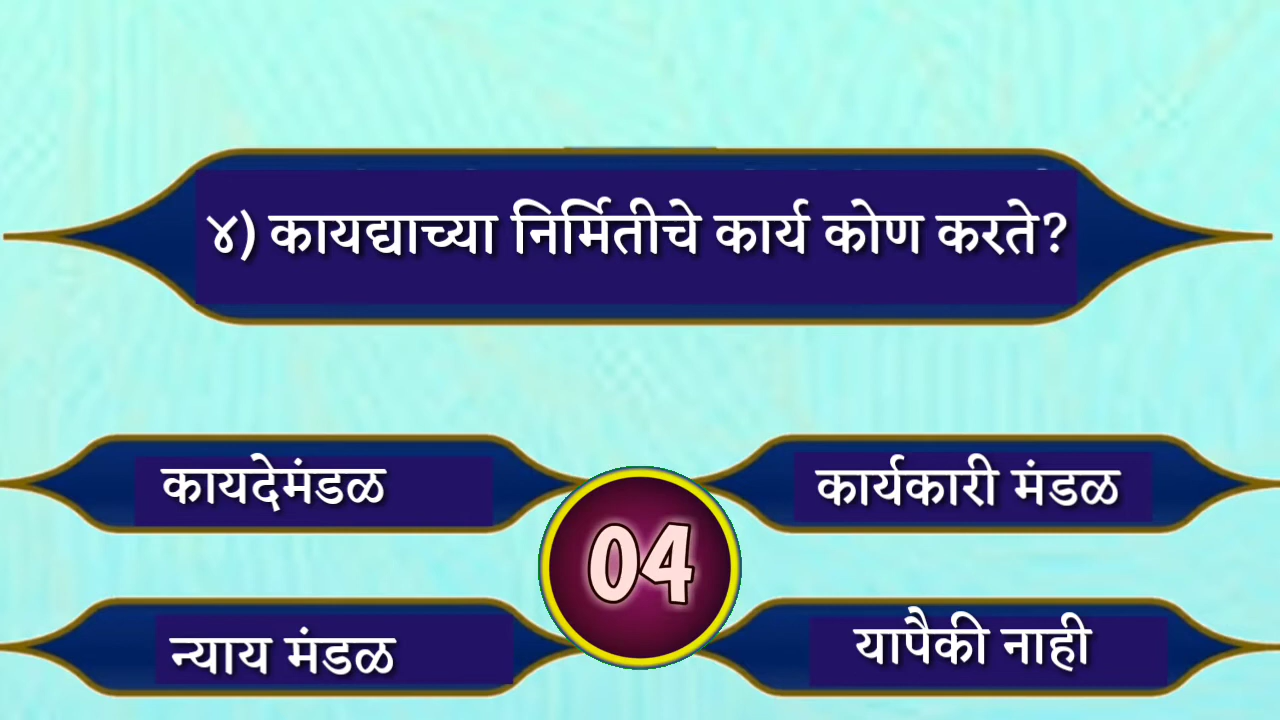 ४) कायद्याच्या निर्मितीचे कार्य कोण करते?
कायदेमंडळ
कार्यकारी मंडळ
04
न्याय मंडळ
यापैकी नाही